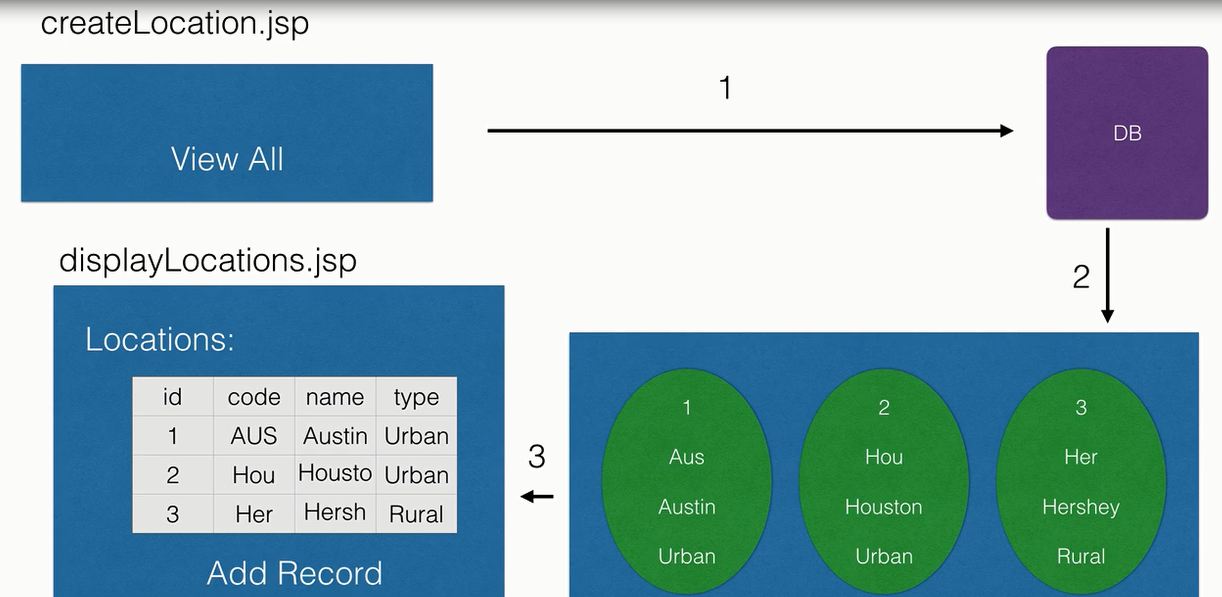 createLocation.jsp
View All
1
DB
2
displayLocations.jsp
Locations:
id code name type
1 AUS Austin Urban
2 Hou Housto Urban
3 Her Hersh Rural
Add Record
3
1
Aus
Austin
Urban
2
Hou
Houston
Urban
3
Her
Hershey
Rural